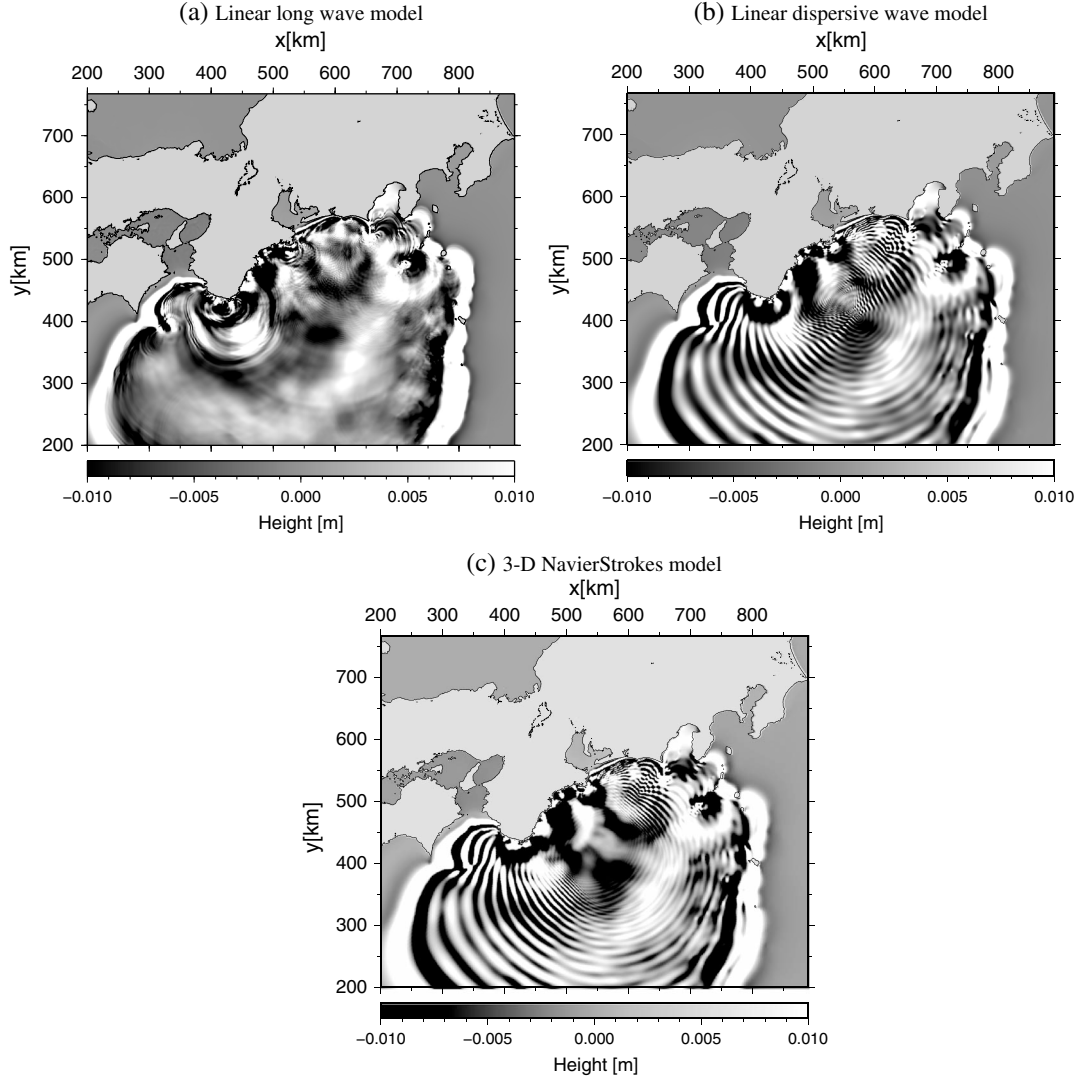 (a) Linear long wave model
x[km]
200 300 400 500 600 700 800
y[km]
700
600
500
400
300
200
−0.010 −0.005 0.000 0.005 0.010
Height [m]
(b) Linear dispersive wave model
x[km]
200 300 400 500 600 700 800
y[km]
700
600
500
400
300
200
−0.010 −0.005 0.000 0.005 0.010
Height [m]
(c) 3-D NavierStrokes model
x[km]
200 300 400 500 600 700 800
y[km]
700
600
500
400
300
200
−0.010 −0.005 0.000 0.005 0.010
Height [m]